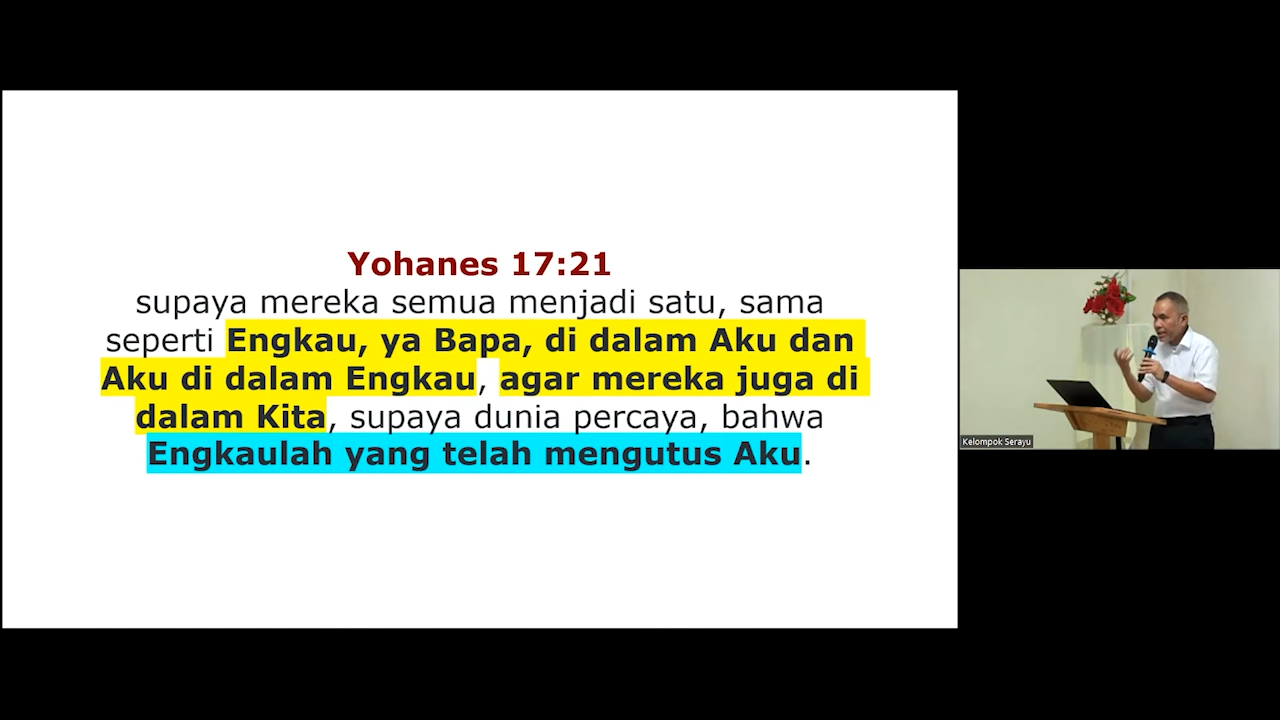 Yohanes 17:21
supaya mereka semua menjadi satu, sama
seperti Engkau, ya Bapa, di dalam Aku dan
Aku di dalam Engkau, agar mereka juga di
dalam Kita, supaya dunia percaya, bahwa
Engkaulah yang telah mengutus Aku.
Kelompok Serayu